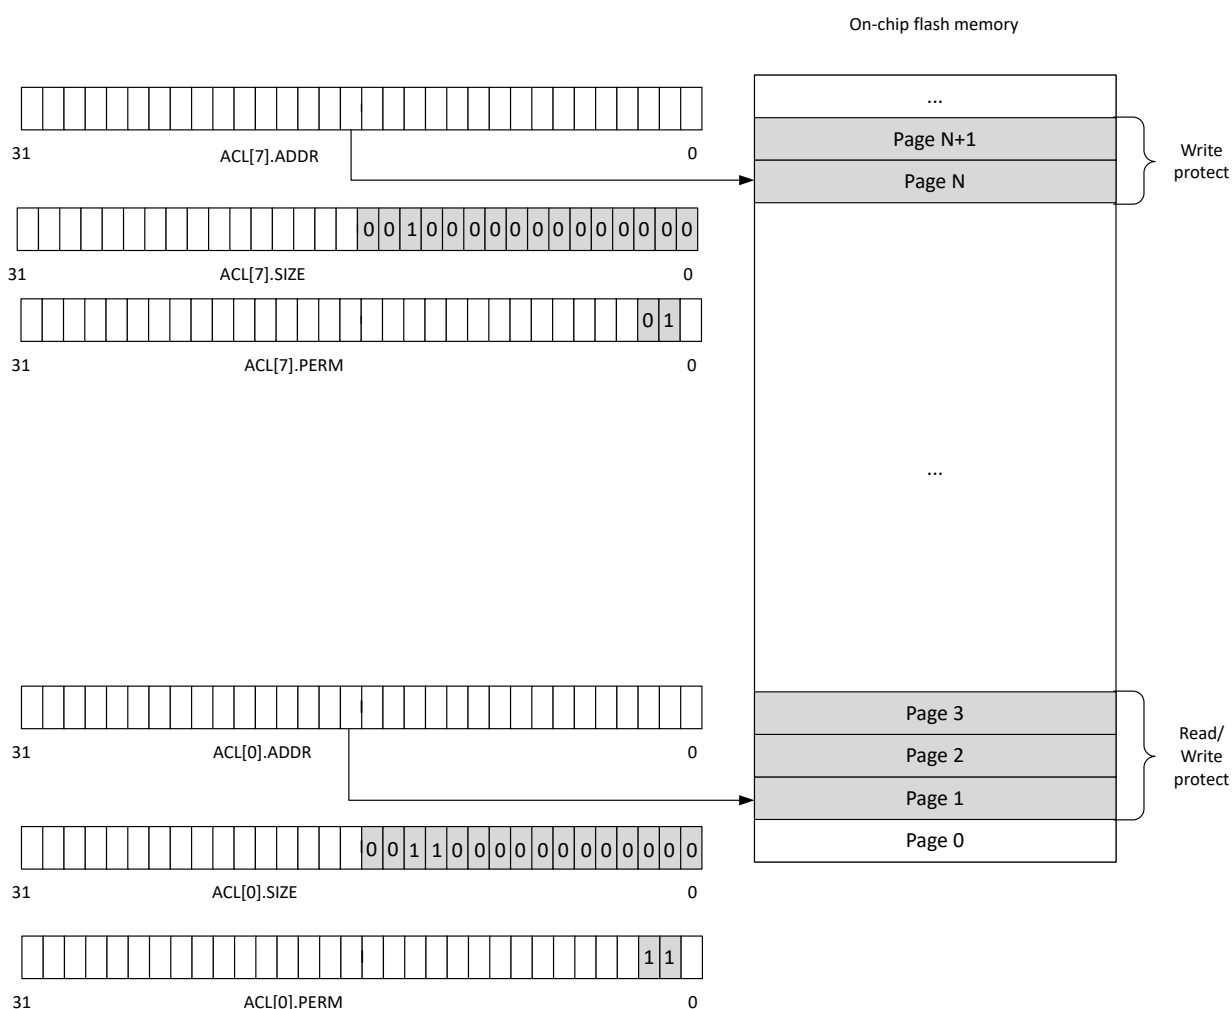 On-chip flash memory
...
Page N+1
31 ACL[7].ADDR 0
Write
protect
Page N
0 0 1 0 0 0 0 0 0 0 0 0 0 0 0 0
31 ACL[7].SIZE 0
0 1
31 ACL[7].PERM 0
...
Page 3
31 ACL[0].ADDR 0
Page 2
Read/
Write
protect
Page 1
0 0 1 1 0 0 0 0 0 0 0 0 0 0 0 0
Page 0
31 ACL[0].SIZE 0
1 1
31 ACL[0].PERM 0